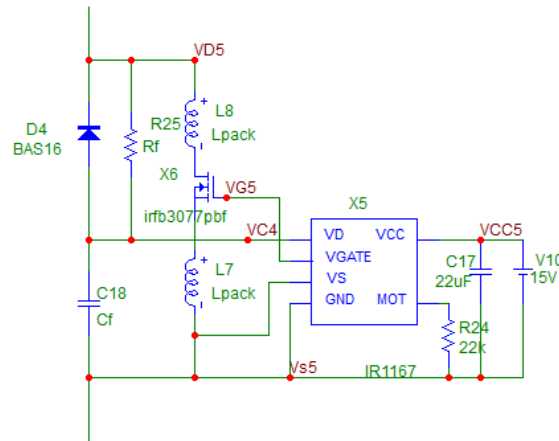 VD5
L8
R25
Lpack
D4
BAS16
Rf
X6
VG5
X5
irfb3077pbf
VC4
VD
VCC
VCC5
VGATE
L7
VS
C17
V10
22uF
15V
C18
Lpack
GND
MOT
Cf
R24
22k
Vs5
IR1167